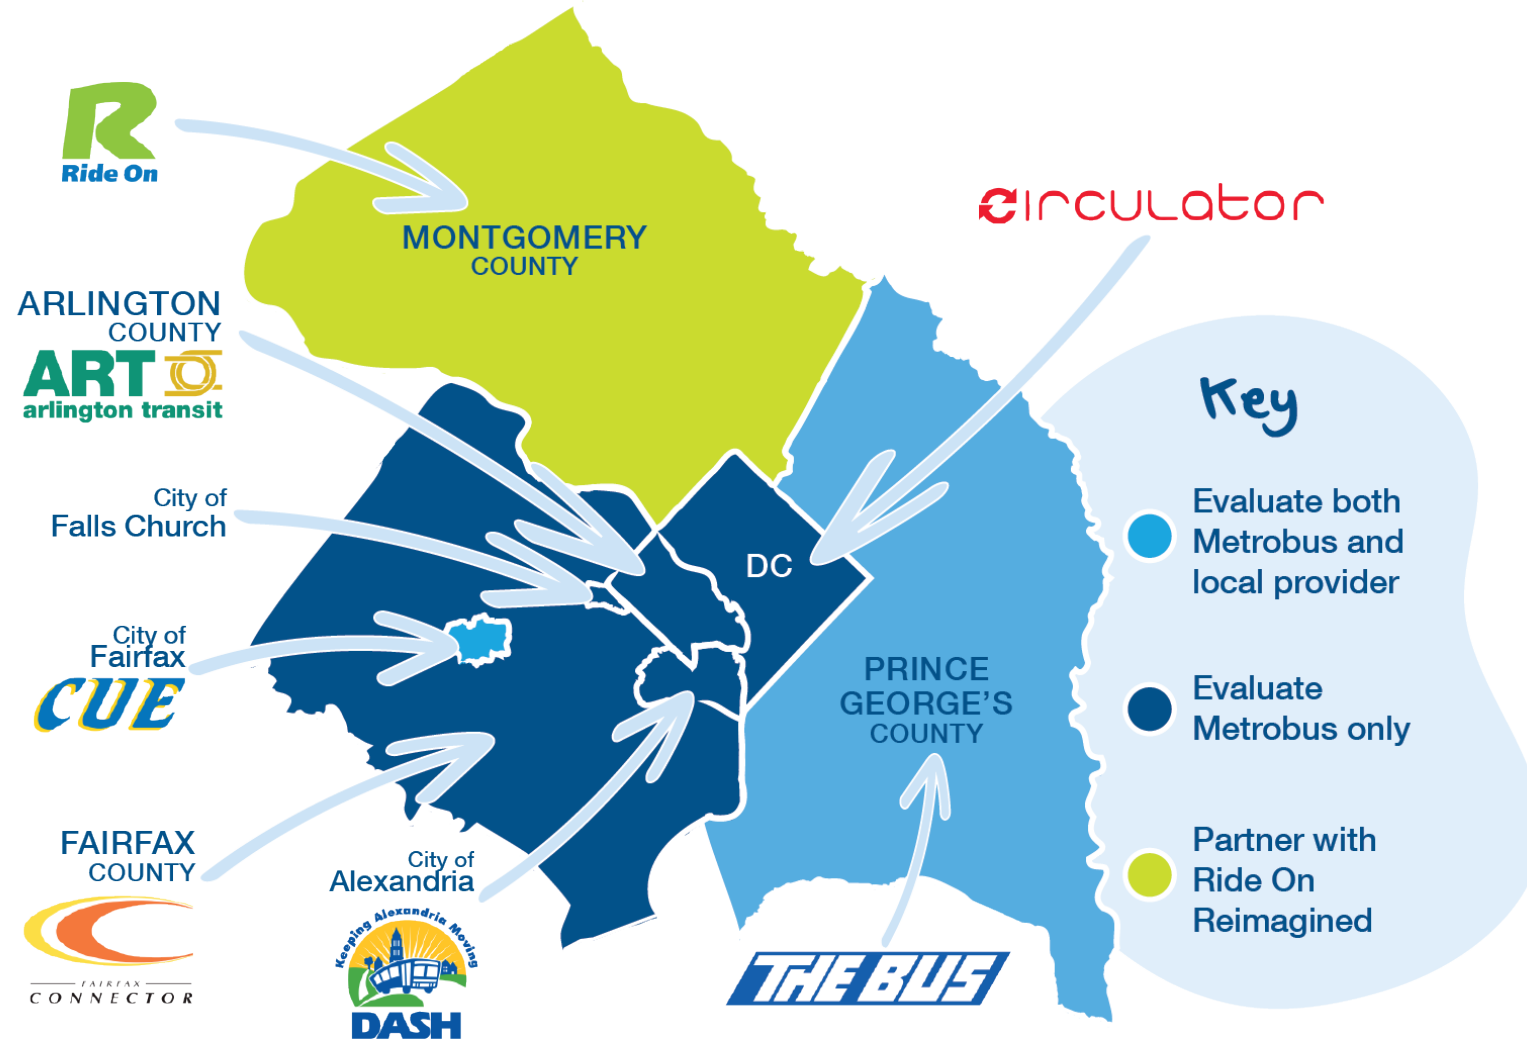 R
Ride On
MONTGOMERY
COUNTY
CIrCULator
ARLINGTON
COUNTY
ART
arlington transit
Key
City of
Falls Church
Evaluate both
Metrobus and
local provider
DC
City of
Fairfax
CUE
PRINCE
GEORGE'S
COUNTY
Evaluate
Metrobus only
FAIRFAX
COUNTY
FAIRFAX
CONNECTOR
City of
Alexandria
Keeping Alexandria Moving
DASH
THE BUS
Partner with
Ride On
Reimagined